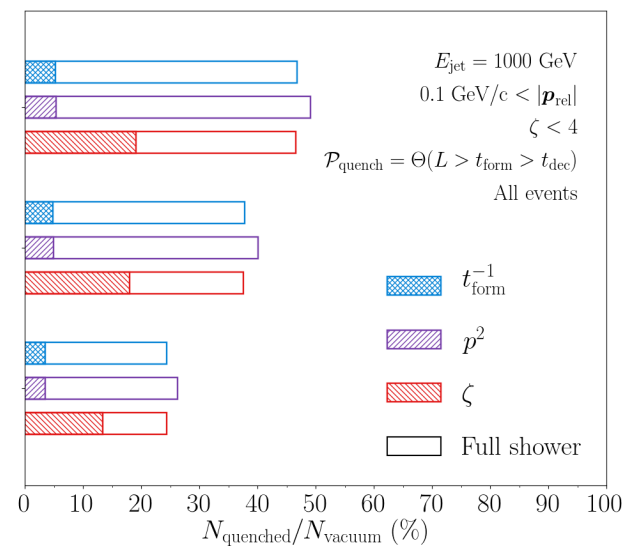 E_jet = 1000 GeV
0.1 GeV/c < |p_rel|
ζ < 4
𝒫_quench = Θ(L > t_form > t_dec)
All events
t_form^−1
p^2
ζ
Full shower
0 10 20 30 40 50 60 70 80 90 100
N_quenched/N_vacuum (%)